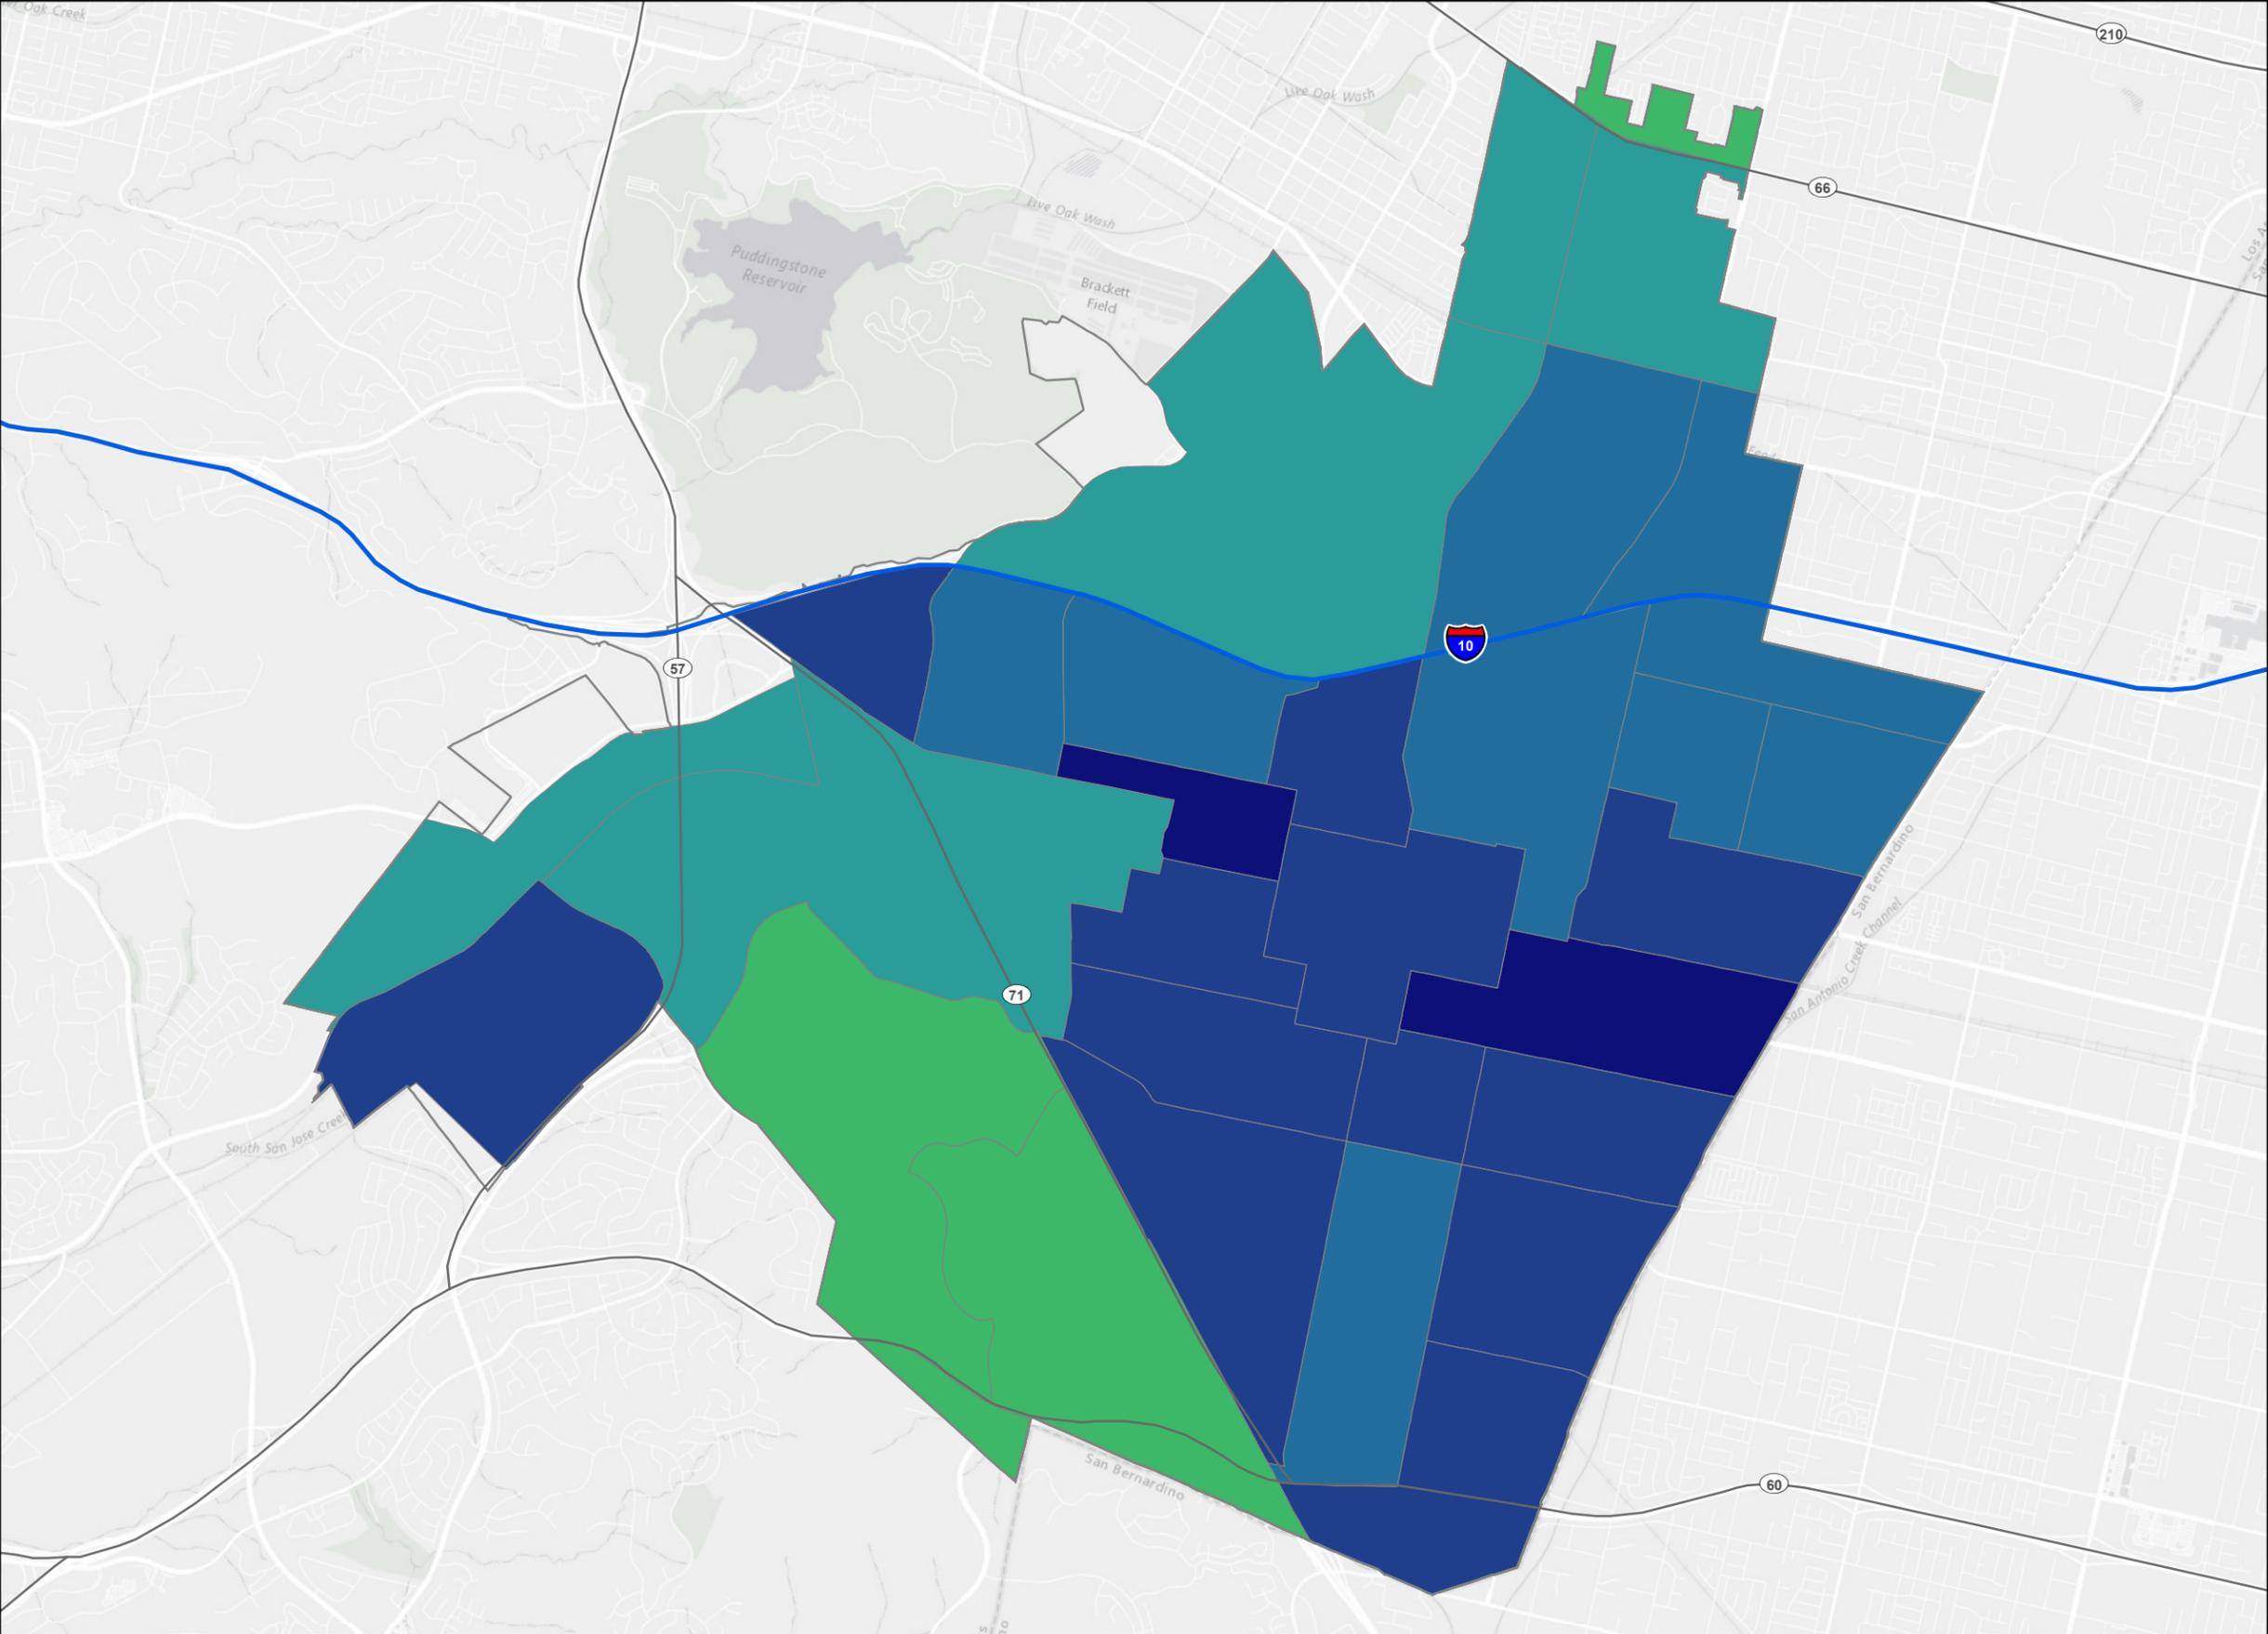 Oak Creek
210
Live Oak Wash
66
Live Oak Wash
Puddingstone
Reservoir
Brackett
Field
10
57
San Bernardino
San Antonio Creek Channel
71
South San Jose Creek
San Bernardino
60